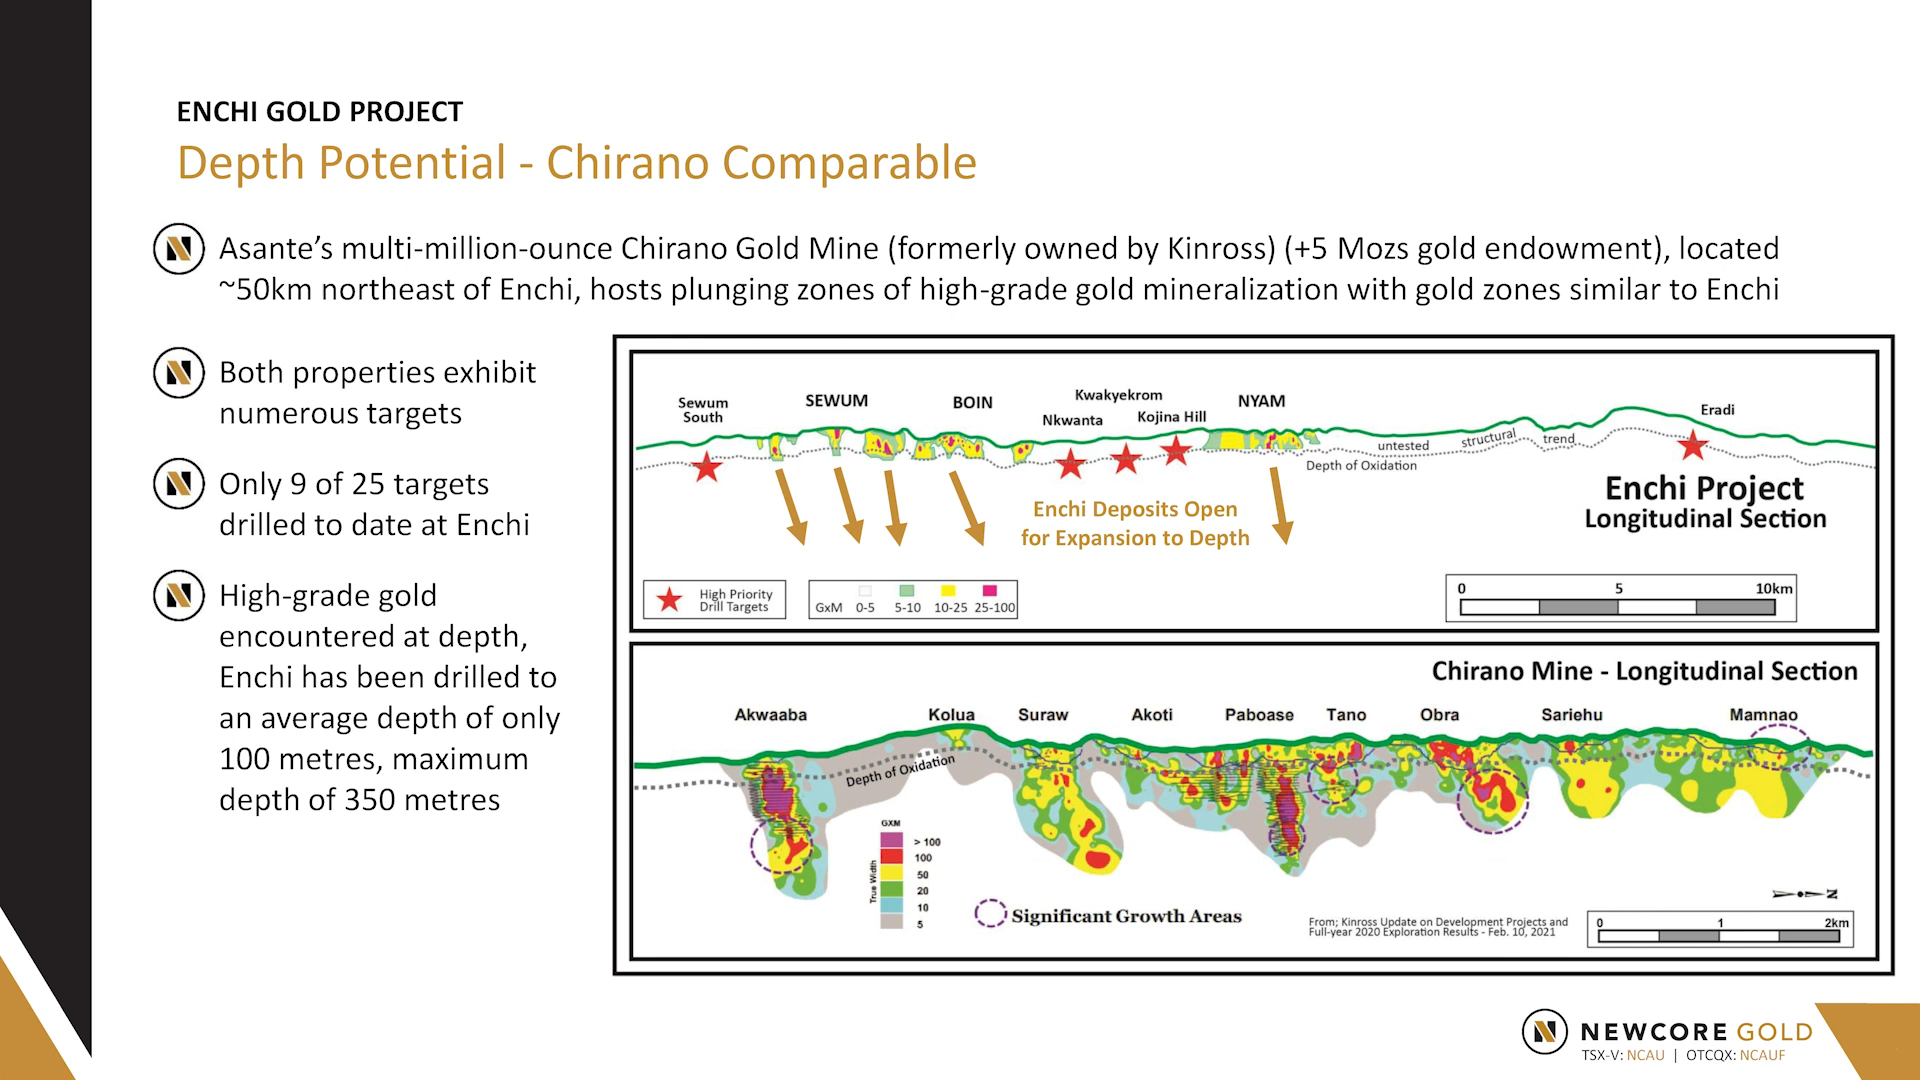 ENCHI GOLD PROJECT
Depth Potential - Chirano Comparable
Asante’s multi-million-ounce Chirano Gold Mine (formerly owned by Kinross) (+5 Mozs gold endowment), located
~50km northeast of Enchi, hosts plunging zones of high-grade gold mineralization with gold zones similar to Enchi
Both properties exhibit
numerous targets
Only 9 of 25 targets
drilled to date at Enchi
High-grade gold
encountered at depth,
Enchi has been drilled to
an average depth of only
100 metres, maximum
depth of 350 metres
Sewum
South
SEWUM
BOIN
Nkwanta
Kwakyekrom
Kojina Hill
NYAM
Eradi
untested structural trend
Depth of Oxidation
Enchi Project
Longitudinal Section
Enchi Deposits Open
for Expansion to Depth
High Priority
Drill Targets
GxM 0-5 5-10 10-25 25-100
0 5 10km
Chirano Mine - Longitudinal Section
Akwaaba Kolua Suraw Akoti Paboase Tano Obra Sariehu Mamnao
Depth of Oxidation
GXM
True Width
> 100
100
50
20
10
5
Significant Growth Areas
From; Kinross Update on Development Projects and
Full-year 2020 Exploration Results - Feb. 10, 2021
N
0 1 2km
NEWCORE GOLD
TSX-V: NCAU | OTCQX: NCAUF